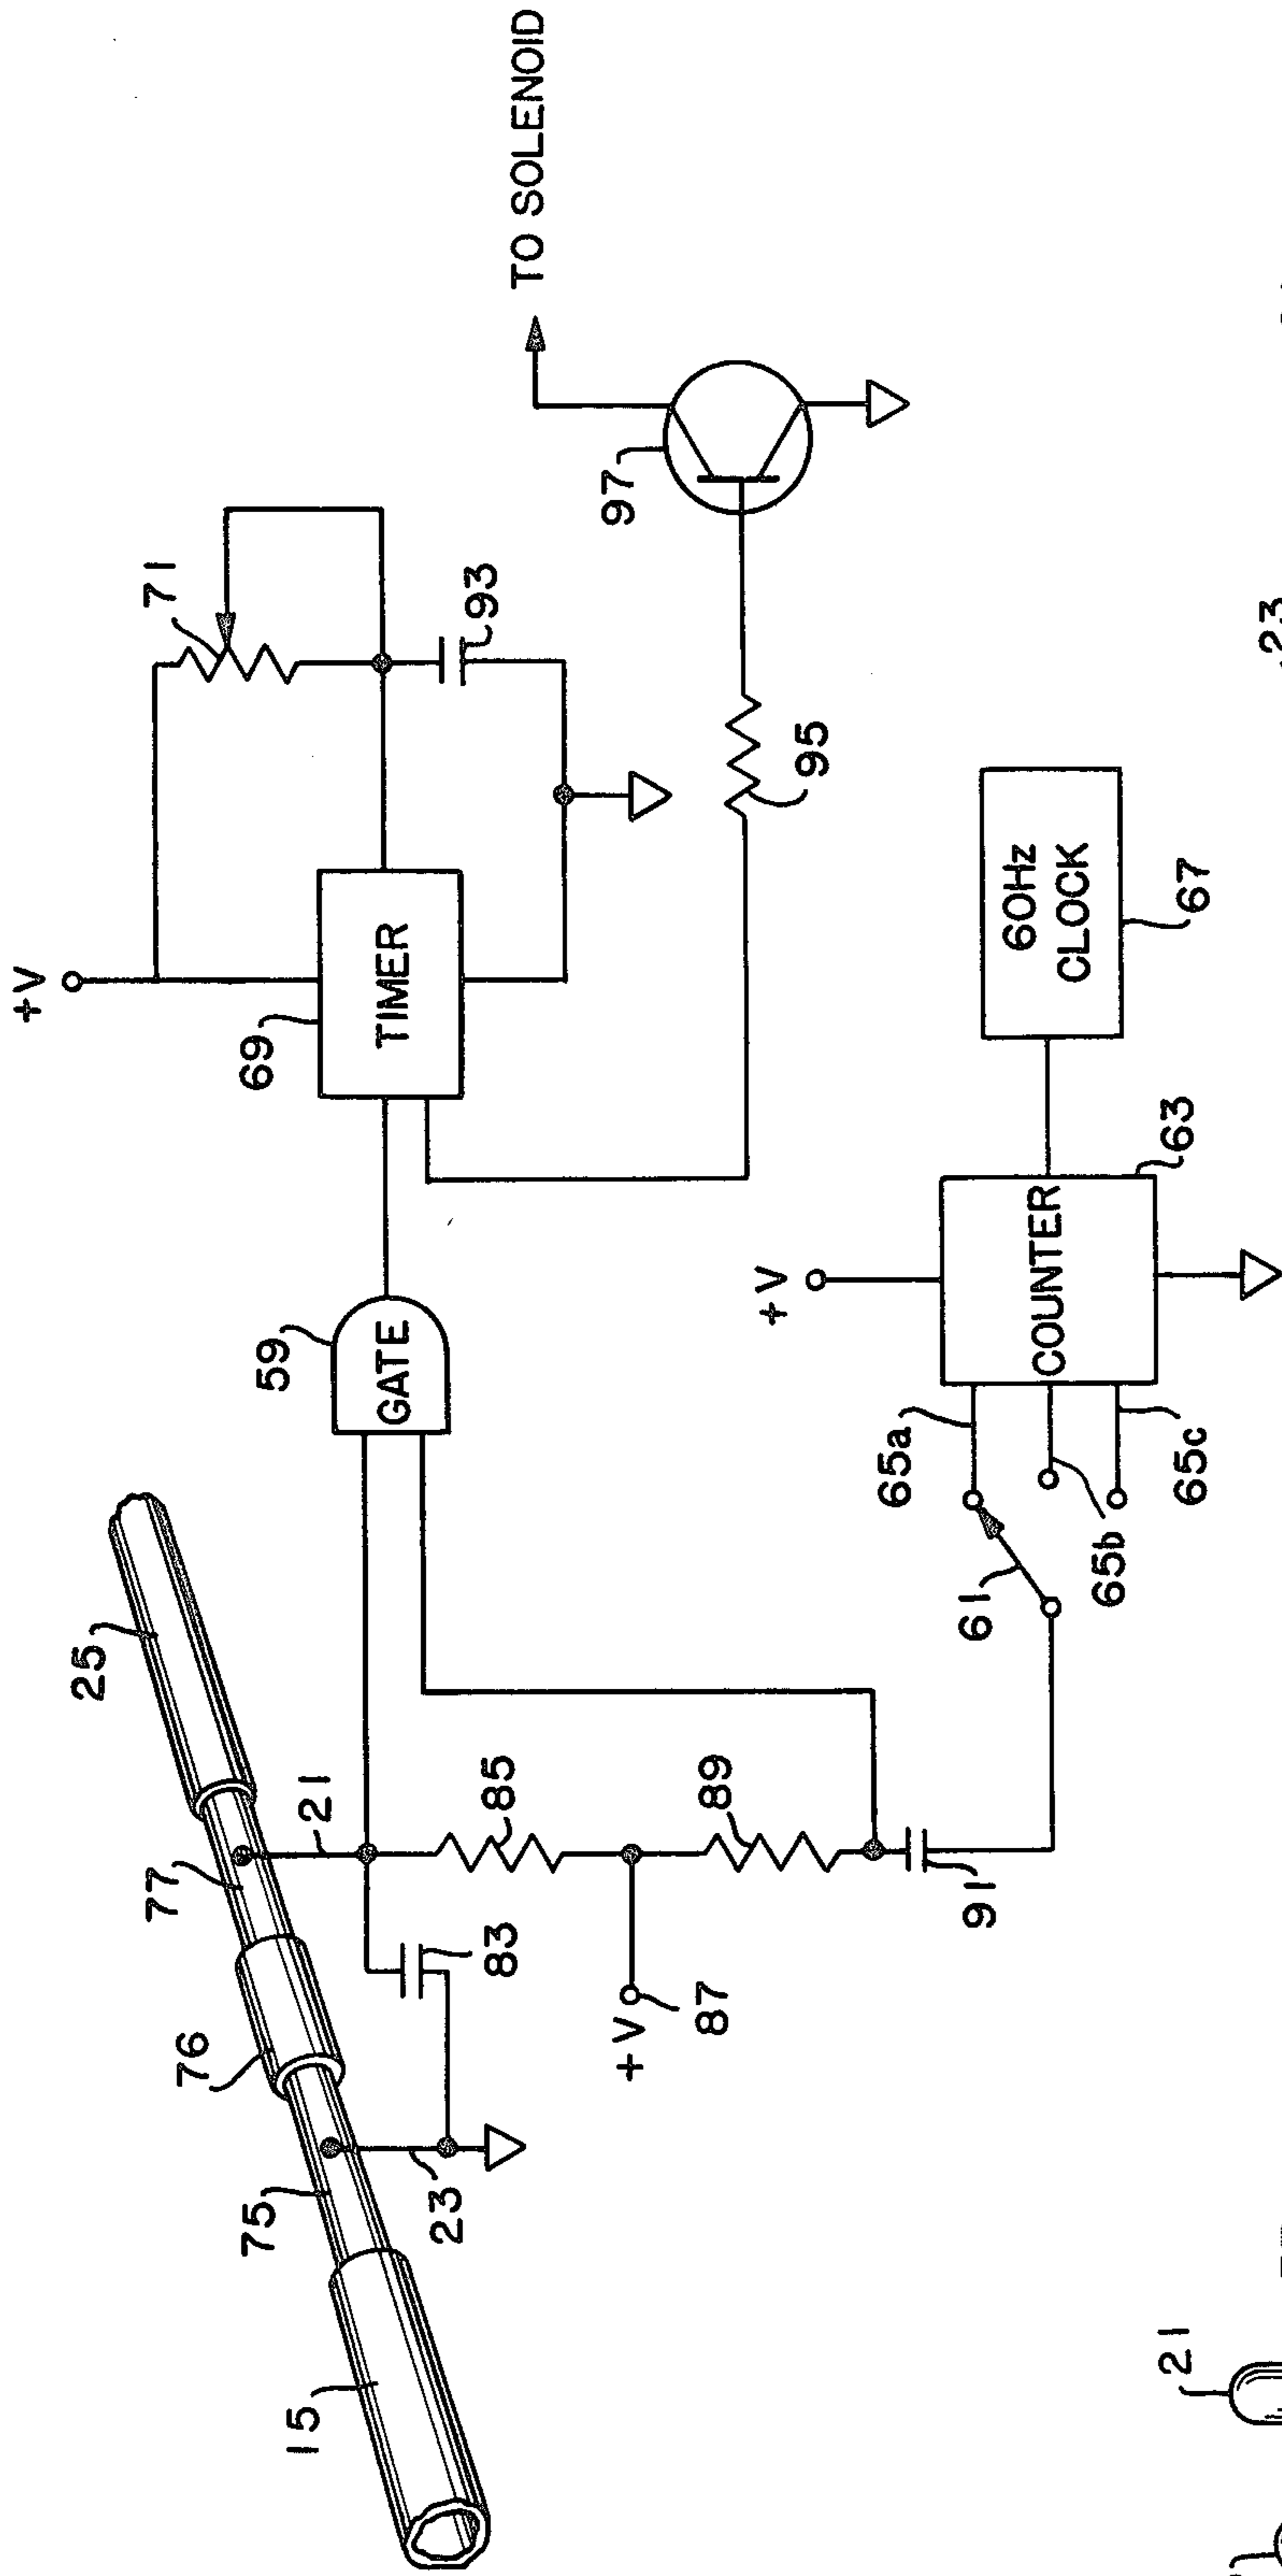 TO SOLENOID
+V
71
93
97
95
69
TIMER
59
GATE
60Hz
CLOCK
67
63
COUNTER
+V
65a
65b
65c
61
25
77
21
85
89
91
76
83
+V
87
75
23
15
23
21